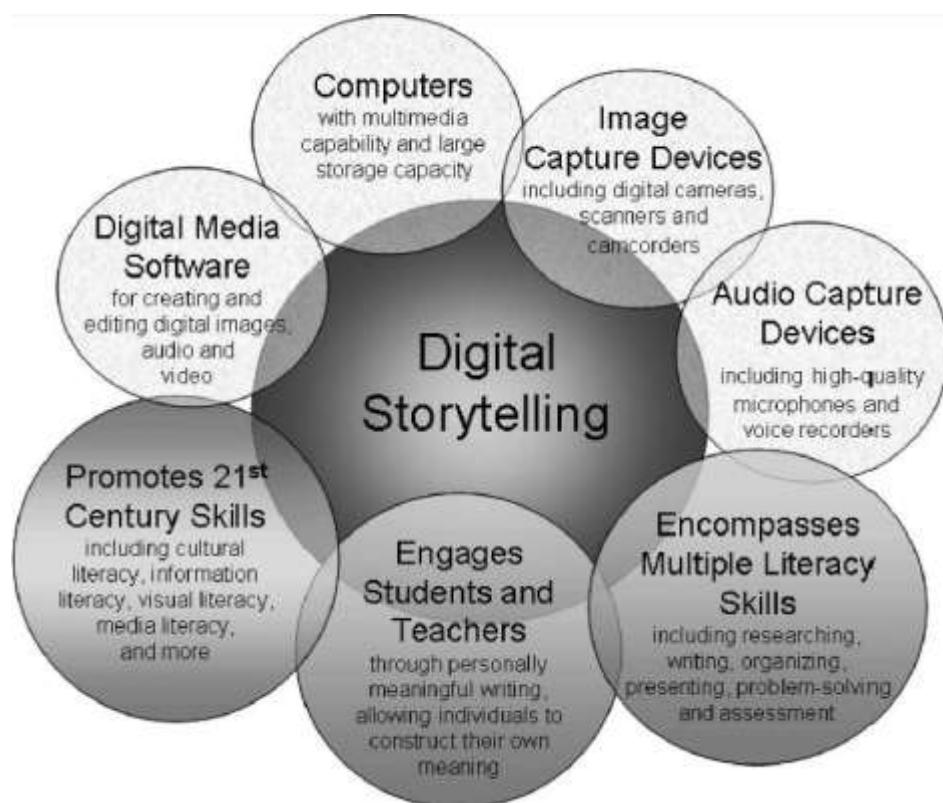 Computers
with multimedia
capability and large
storage capacity
Image
Capture Devices
including digital cameras,
scanners and
camcorders
Audio Capture
Devices
including high-quality
microphones and
voice recorders
Encompasses
Multiple Literacy
Skills
including researching,
writing, organizing,
presenting, problem-solving
and assessment
Engages
Students and
Teachers
through personally
meaningful writing,
allowing individuals to
construct their own
meaning
Promotes 21st
Century Skills
including cultural
literacy, information
literacy, visual literacy,
media literacy,
and more
Digital Media
Software
for creating and
editing digital images,
audio and
video
Digital
Storytelling